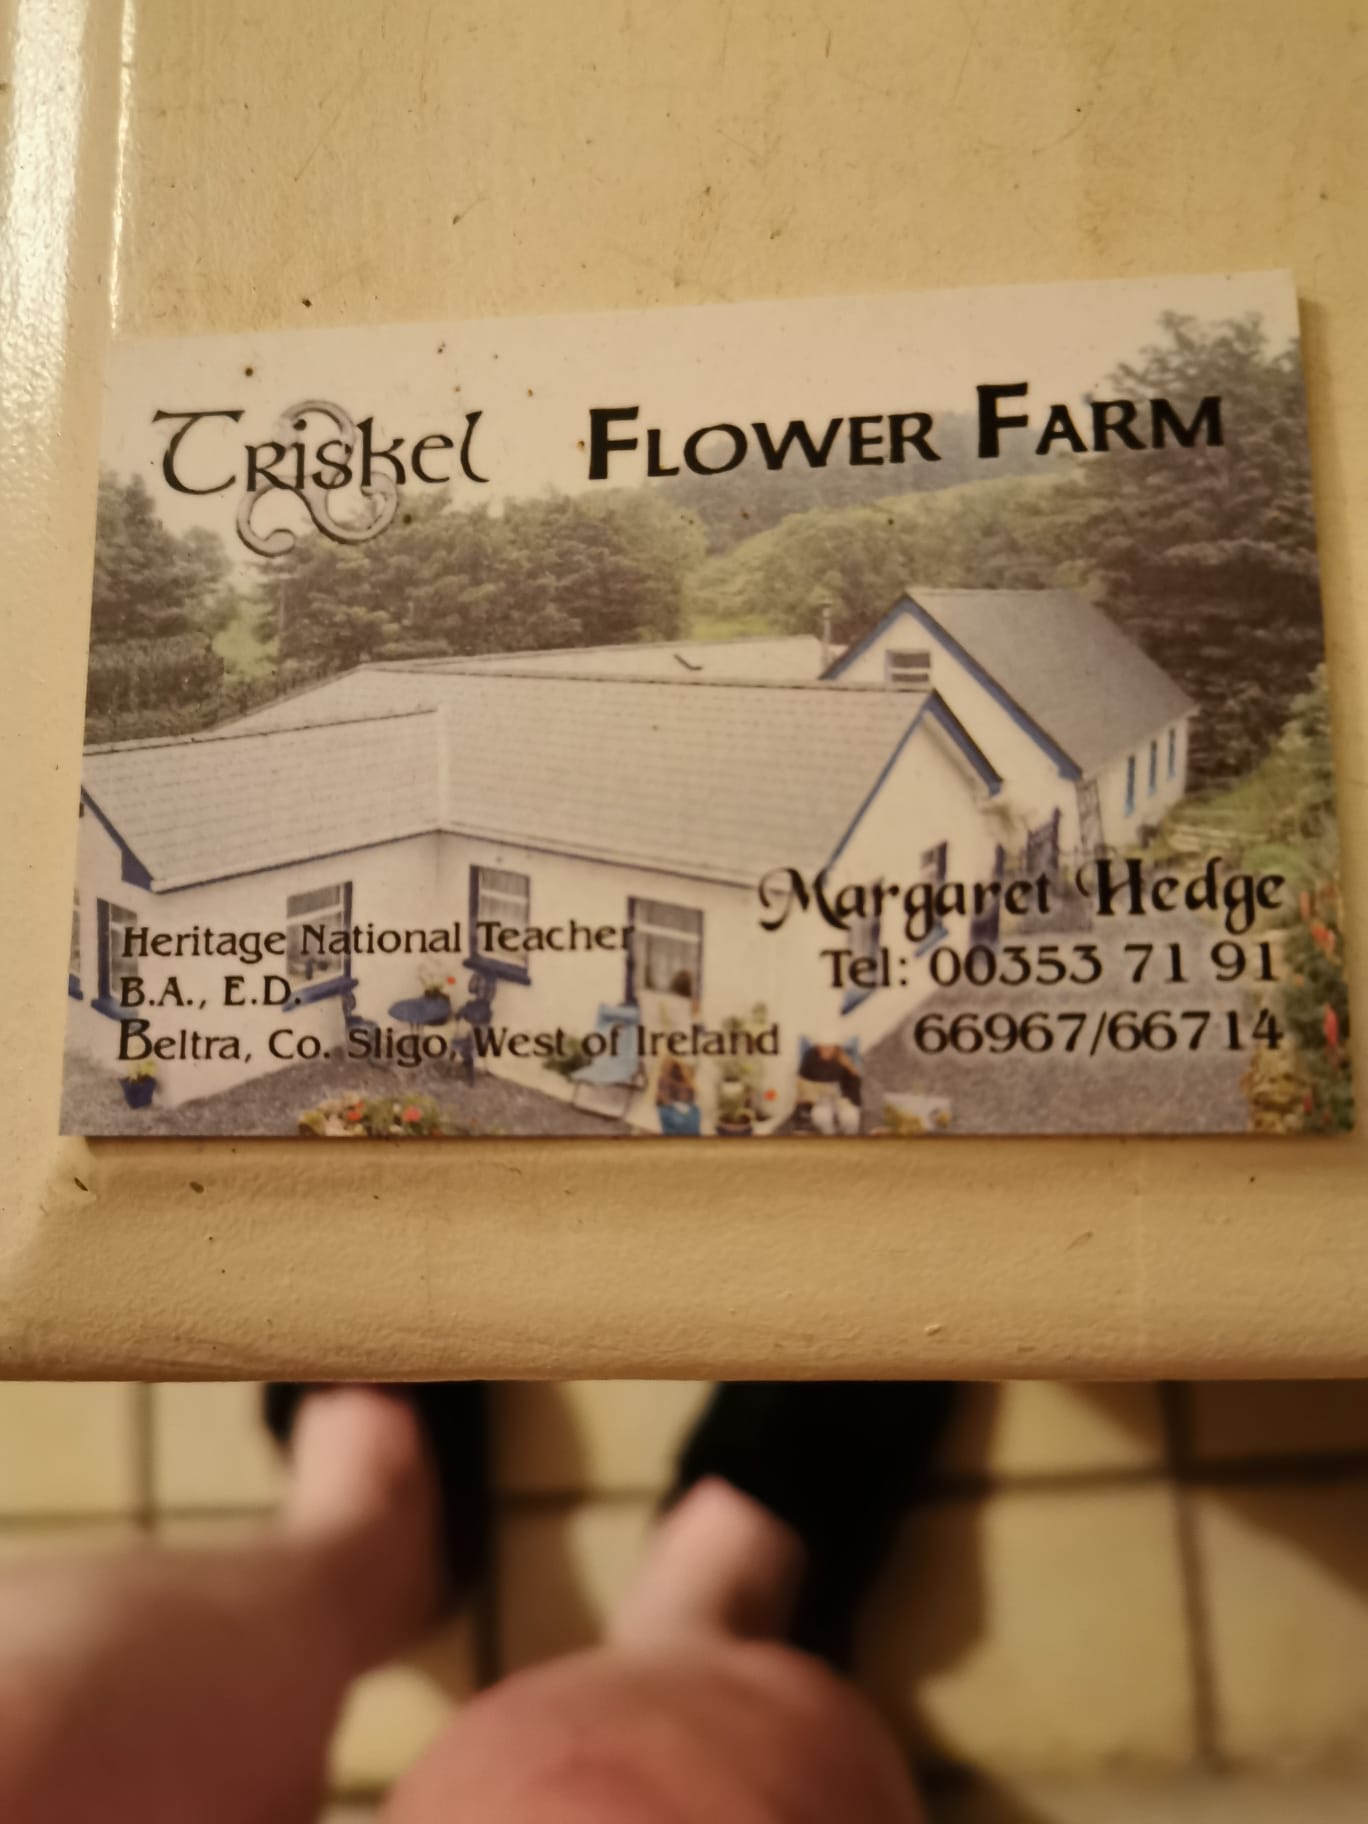 Triskel Flower Farm
Heritage National Teacher
B.A., E.D.
Beltra, Co. Sligo, West of Ireland
Margaret Hedge
Tel: 00353 71 91
66967/66714